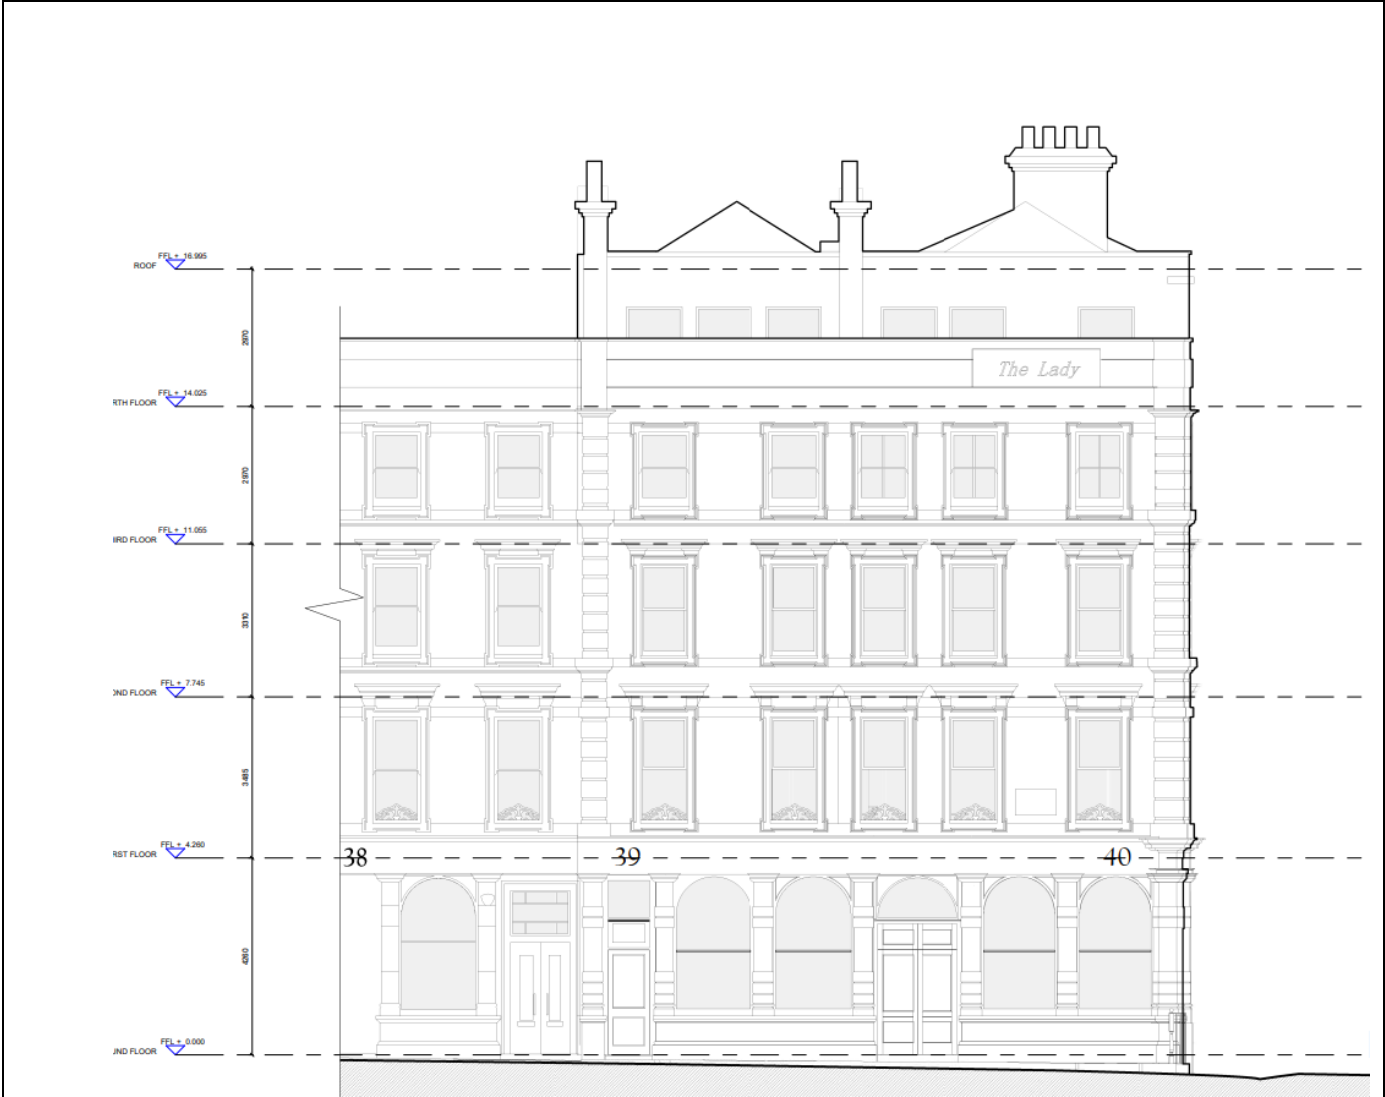 FFL + 16.995
ROOF
2970
The Lady
FFL + 14.025
RTH FLOOR
2970
FFL + 11.055
IRD FLOOR
3310
FFL + 7.745
OND FLOOR
3485
FFL + 4.260
RST FLOOR
38 39 40
4260
FFL + 0.000
UND FLOOR